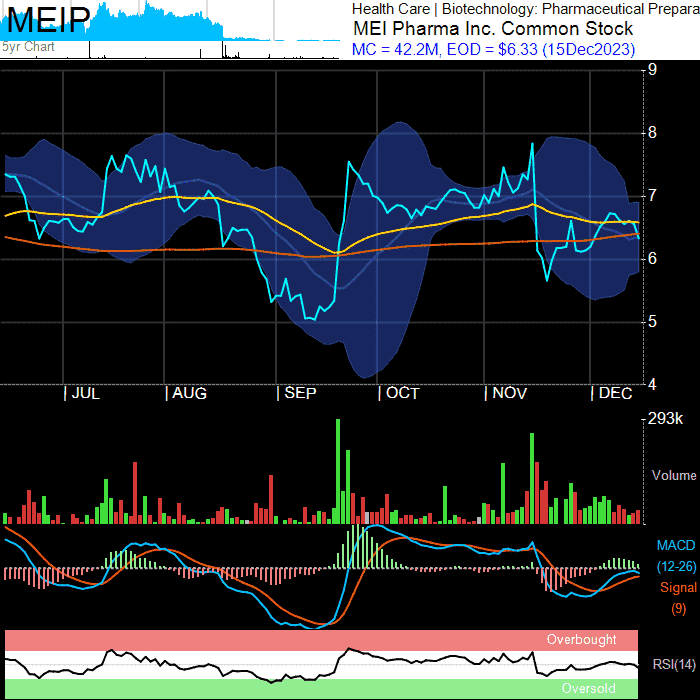 MEIP
5yr Chart
Health Care | Biotechnology: Pharmaceutical Prepara
MEI Pharma Inc. Common Stock
MC = 42.2M, EOD = $6.33 (15Dec2023)
9
8
7
6
5
4
| JUL | AUG | SEP | OCT | NOV | DEC
293k
Volume
MACD
(12-26)
Signal
(9)
Overbought
RSI(14)
Oversold